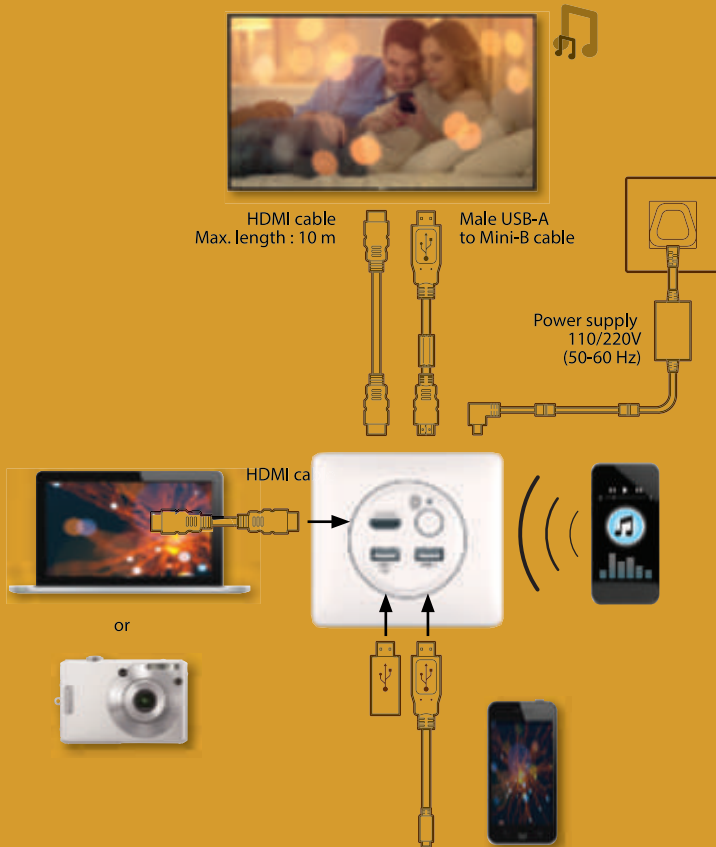 HDMI cable
Max. length : 10 m
Male USB-A
to Mini-B cable
Power supply
110/220V
(50-60 Hz)
HDMI ca
or